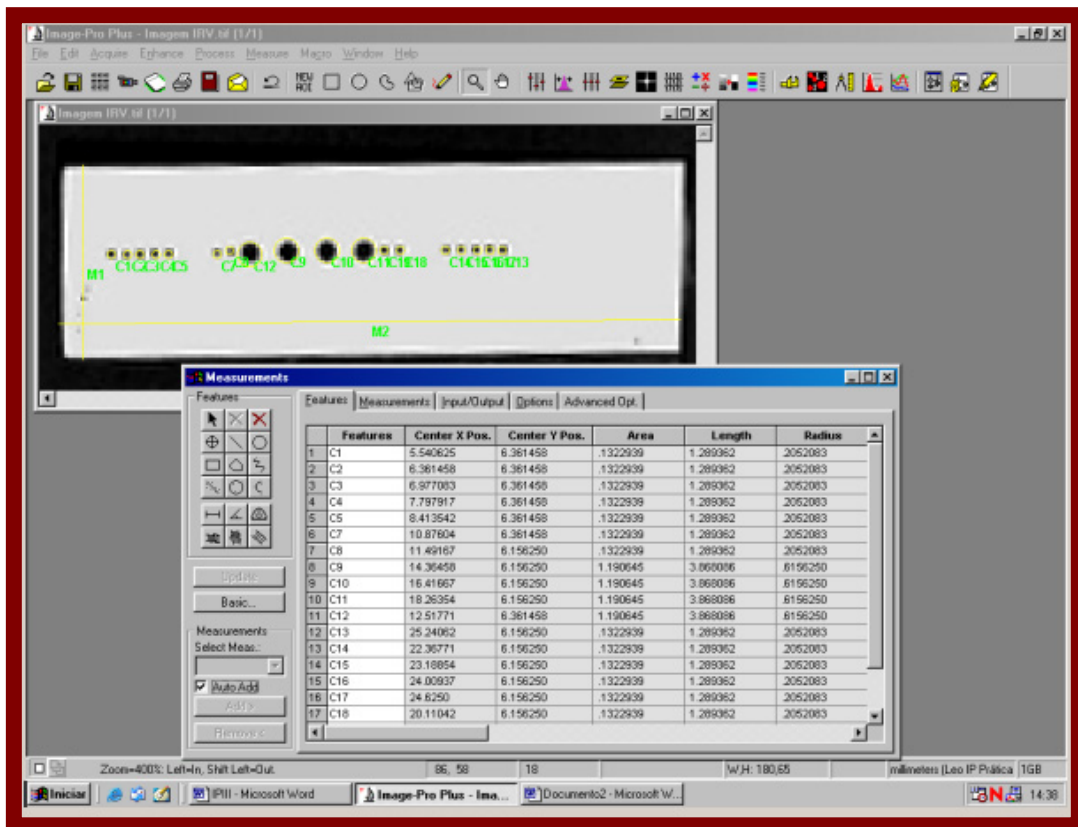 Image-Pro Plus - Imagem IRV.tif (1/1)
File Edit Acquire Enhance Process Measure Macro Window Help
NEW AOI
Imagem IRV.tif (1/1)
M1
C12 C9 C10
M2
Measurements
Features
Features Measurements Input/Output Options Advanced Opt.
Features Center X Pos. Center Y Pos. Area Length Radius
1 C1 5.540625 6.361458 .1322939 1.289362 .2052083
2 C2 6.361458 6.361458 .1322939 1.289362 .2052083
3 C3 6.977083 6.361458 .1322939 1.289362 .2052083
4 C4 7.797917 6.361458 .1322939 1.289362 .2052083
5 C5 8.413542 6.361458 .1322939 1.289362 .2052083
6 C7 10.87604 6.361458 .1322939 1.289362 .2052083
7 C8 11.49167 6.156250 .1322939 1.289362 .2052083
8 C9 14.36458 6.156250 1.190645 3.868086 .6156250
9 C10 16.41667 6.156250 1.190645 3.868086 .6156250
10 C11 18.26354 6.156250 1.190645 3.868086 .6156250
11 C12 12.51771 6.361458 1.190645 3.868086 .6156250
12 C13 25.24062 6.156250 .1322939 1.289362 .2052083
13 C14 22.36771 6.156250 .1322939 1.289362 .2052083
14 C15 23.18854 6.156250 .1322939 1.289362 .2052083
15 C16 24.00937 6.156250 .1322939 1.289362 .2052083
16 C17 24.6250 6.156250 .1322939 1.289362 .2052083
17 C18 20.11042 6.156250 .1322939 1.289362 .2052083
Update
Basic...
Measurements
Select Meas.:
Auto Add
Add >
Remove <
Zoom=400%: Left=In, Shift Left=Out. 86, 58 18 W,H: 180,65 milimeters (Leo IP Prática 1GB
Iniciar IPIII - Microsoft Word Image-Pro Plus - Ima... Documento2 - Microsoft W... N 14:38